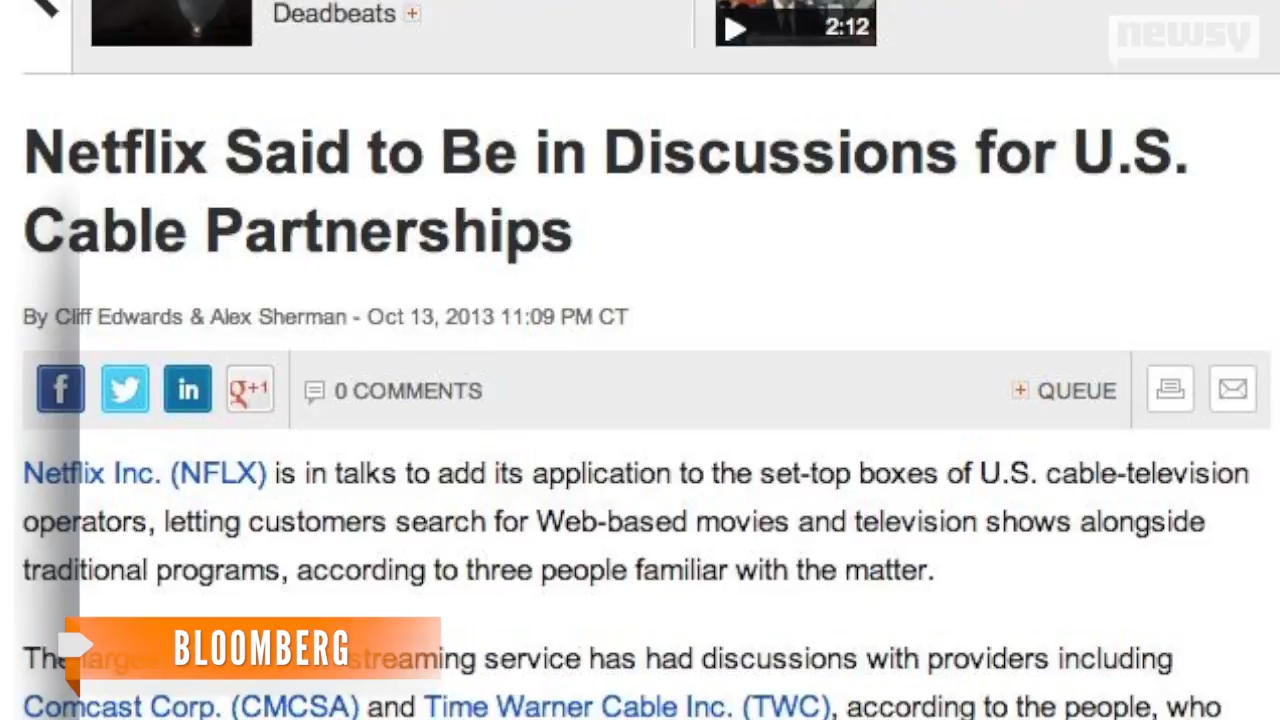 Deadbeats +
2:12
newsy
Netflix Said to Be in Discussions for U.S.
Cable Partnerships
By Cliff Edwards & Alex Sherman - Oct 13, 2013 11:09 PM CT
f in g+1 0 COMMENTS + QUEUE
Netflix Inc. (NFLX) is in talks to add its application to the set-top boxes of U.S. cable-television
operators, letting customers search for Web-based movies and television shows alongside
traditional programs, according to three people familiar with the matter.
BLOOMBERG
The large streaming service has had discussions with providers including
Comcast Corp. (CMCSA) and Time Warner Cable Inc. (TWC), according to the people, who